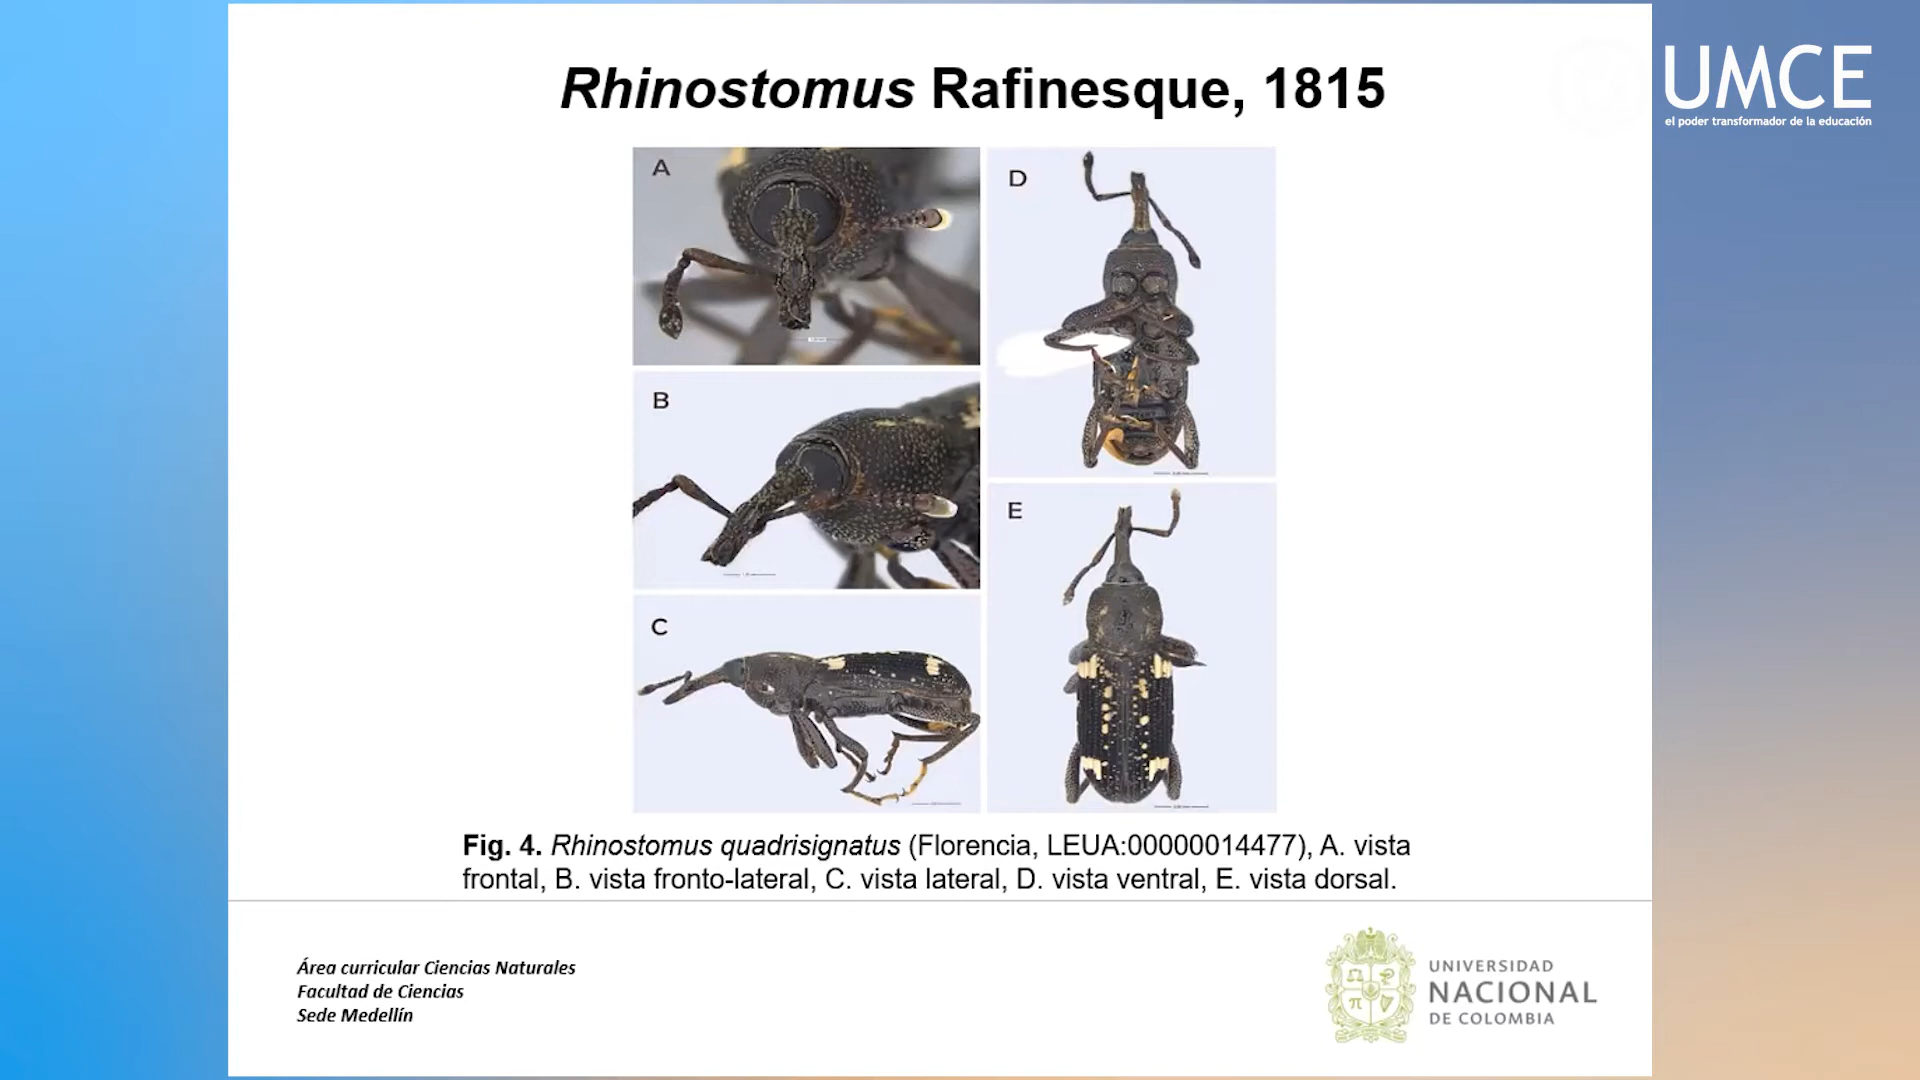 Rhinostomus Rafinesque, 1815
UMCE
el poder transformador de la educación
A
B
C
D
E
Fig. 4. Rhinostomus quadrisignatus (Florencia, LEUA:00000014477), A. vista
frontal, B. vista fronto-lateral, C. vista lateral, D. vista ventral, E. vista dorsal.
Área curricular Ciencias Naturales
Facultad de Ciencias
Sede Medellín
UNIVERSIDAD
NACIONAL
DE COLOMBIA